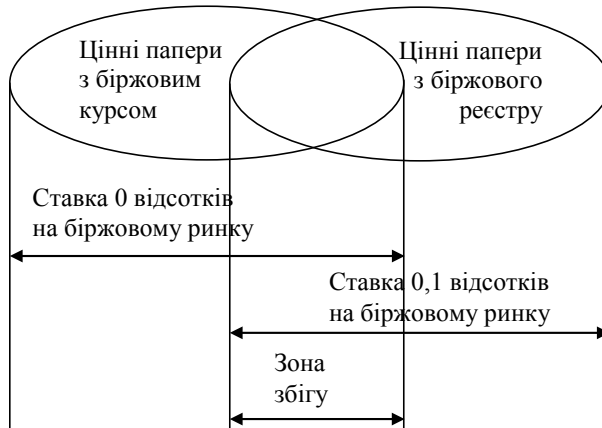 Цінні папери
з біржовим
курсом
Цінні папери
з біржового
реєстру
Ставка 0 відсотків
на біржовому ринку
Ставка 0,1 відсотків
на біржовому ринку
Зона
збігу